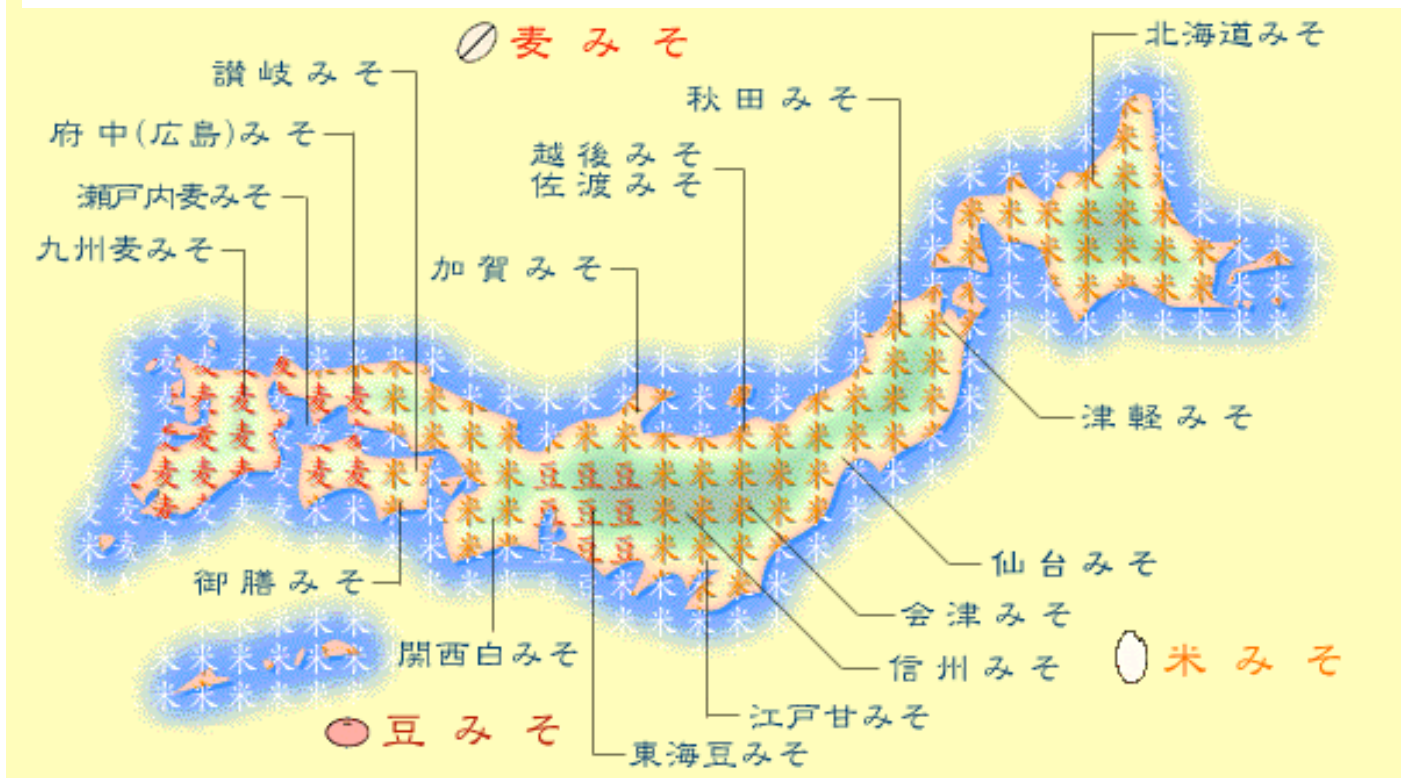 麦みそ
北海道みそ
讃岐みそ
秋田みそ
府中(広島)みそ
越後みそ
佐渡みそ
瀬戸内麦みそ
九州麦みそ
加賀みそ
津軽みそ
仙台みそ
御膳みそ
会津みそ
関西白みそ
信州みそ
米みそ
江戸甘みそ
豆みそ
東海豆みそ